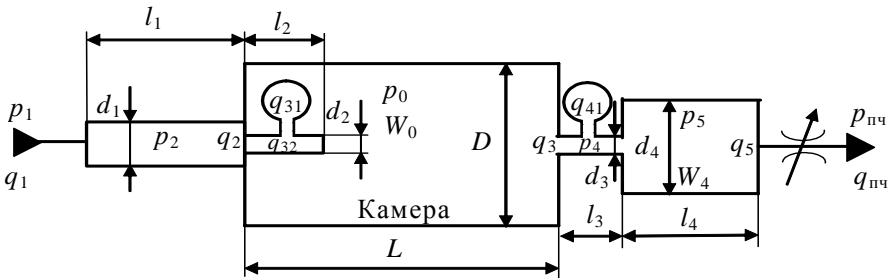 l₁
l₂
p₁
d₁
p₂
q₂
q₃₁
q₃₂
d₂
p₀
W₀
D
q₃
q₄₁
p₄
d₃
d₄
p₅
W₄
q₅
pпч
q₁
qпч
Камера
l₃
l₄
L